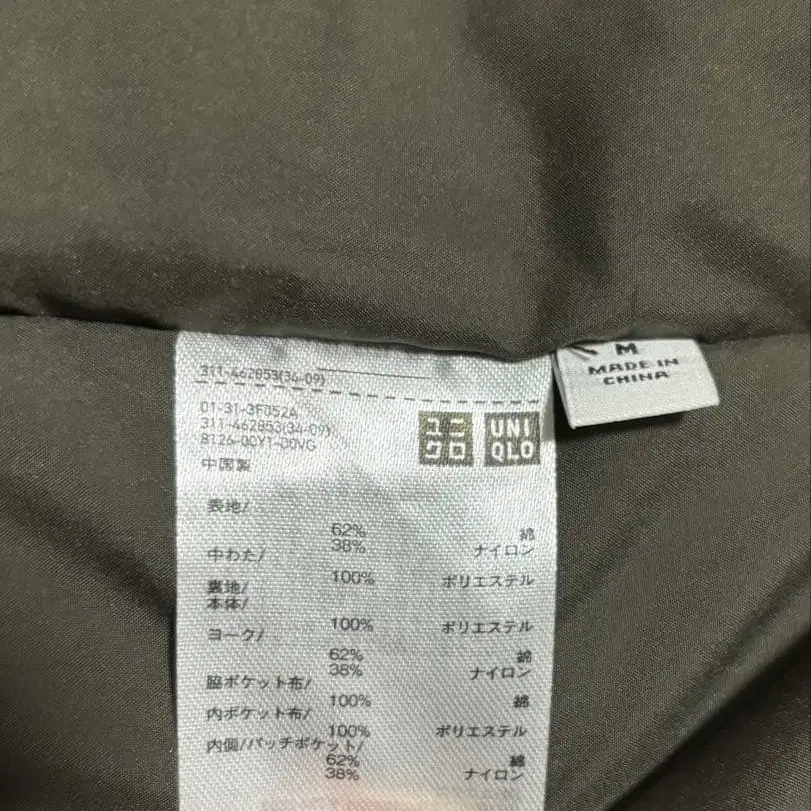 311-462853(34-09)
01-31-3F052A
311-462853(34-09)
8126-00Y1-00VG
中国製
ユニ
クロ
UNI
QLO
M
MADE IN
CHINA
表地/
62% 綿
38% ナイロン
中わた/
100% ポリエステル
裏地/
本体/
100% ポリエステル
ヨーク/
62% 綿
38% ナイロン
脇ポケット布/
100% 綿
内ポケット布/
100% ポリエステル
内側/パッチポケット/
62% 綿
38% ナイロン